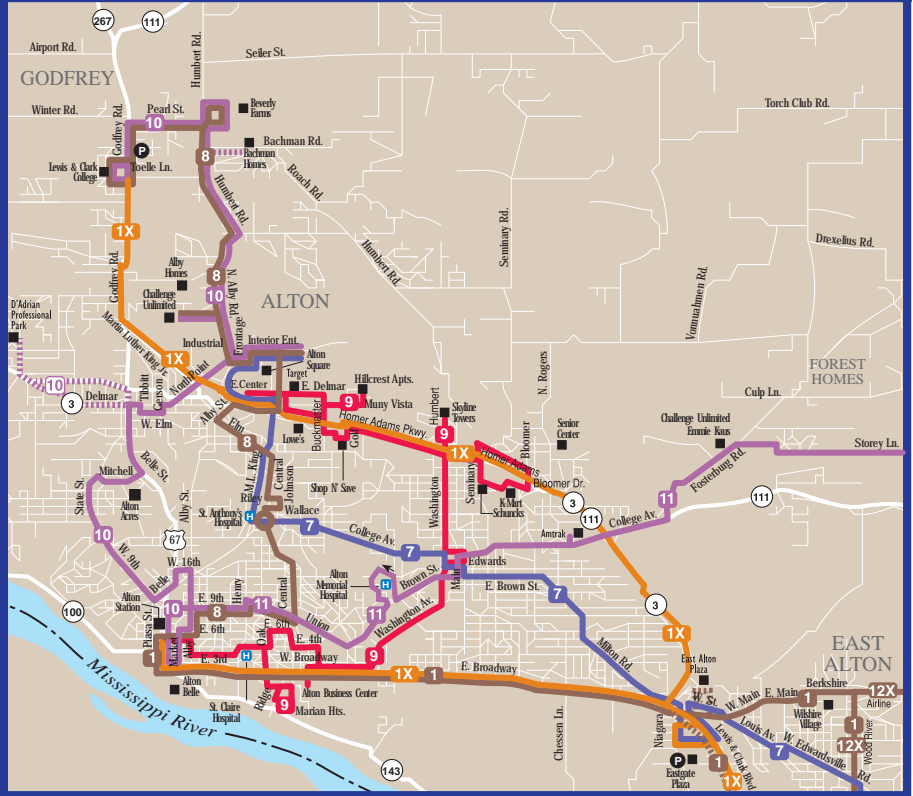 267
111
Airport Rd.
Humbert Rd.
Seiler St.
GODFREY
Winter Rd.
Godfrey Rd.
Pearl St.
10
Beverly
Farms
Torch Club Rd.
P
8
Bachman Rd.
Bachman
Homes
Lewis & Clark
College
Toelle Ln.
Roach Rd.
Humbert Rd.
Humbert Rd.
Seminary Rd.
1X
Drexelius Rd.
Godfrey Rd.
Alby
Homes
8
10
N. Alby Rd.
Challenge
Unlimited
ALTON
Vonnuahmen Rd.
D'Adrian
Professional
Park
Martin Luther King Jr.
Industrial
Frontage
Interior Ent.
1X
NorthPoint
Alton
Square
Target
FOREST
HOMES
10
3
Delmar
Tibbitt
Gerson
E.Center
E. Delmar
Hillcrest Apts.
9
Muny Vista
N. Rogers
Culp Ln.
W. Elm
Alby St.
Elm
8
Lowe's
Buckmaster
Golf
Homer Adams Pkwy.
Humbert
9
Skyline
Towers
Bloomer
Senior
Center
Challenge Unlimited
Emmie Kaus
Storey Ln.
Fosterburg Rd.
11
State St.
Mitchell
Belle St.
Alton
Acres
Alby St.
M.L. King
Riley
Central
Johnson
Shop N Save
Washington
1X
Homer Adams
Seminary
K-Mart
Schnucks
Bloomer Dr.
3
111
111
College Av.
10
67
St. Anthony's
Hospital
H
Wallace
7
College Av.
7
Amtrak
W. 9th
Belle
W. 16th
Edwards
Main
Alton
Memorial
Hospital
H
Brown St.
11
E. Brown St.
7
100
Alton
Station
Piasa St.
10
E. 9th
8
Henry
11
Central
Union
Washington Av.
3
E. 6th
E. 6th
Oak
E. 4th
Market
Alby
E. 3rd
H
W. Broadway
9
Milton Rd.
1X
EAST
ALTON
1
1X
1
E. Broadway
East Alton
Plaza
Mississippi River
Alton
Belle
St. Claire
Hospital
Ridge
9
Alton Business Center
Marian Hts.
Chessen Ln.
W. St.
W. Main
E. Main
Berkshire
1
12X
Airline
Wilshire
Village
Niagara
Lewis & Clark Blvd
Louis Av.
W. Edwardsville
Rd.
7
1
12X
Wood River
P
Eastgate
Plaza
1
1X
143